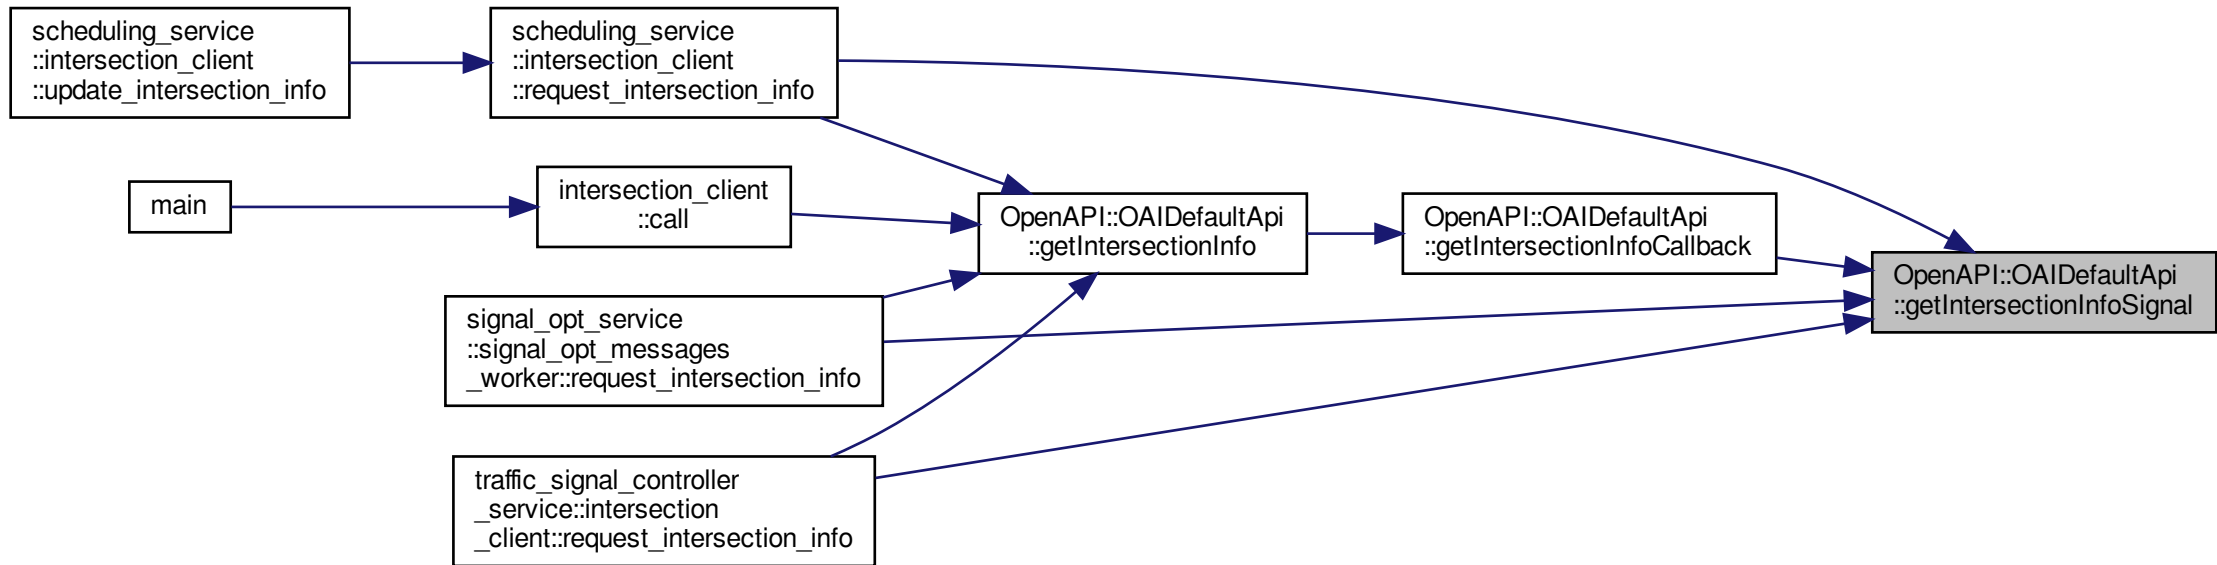 scheduling_service
::intersection_client
::update_intersection_info
scheduling_service
::intersection_client
::request_intersection_info
main
intersection_client
::call
OpenAPI::OAIDefaultApi
::getIntersectionInfo
OpenAPI::OAIDefaultApi
::getIntersectionInfoCallback
OpenAPI::OAIDefaultApi
::getIntersectionInfoSignal
signal_opt_service
::signal_opt_messages
_worker::request_intersection_info
traffic_signal_controller
_service::intersection
_client::request_intersection_info